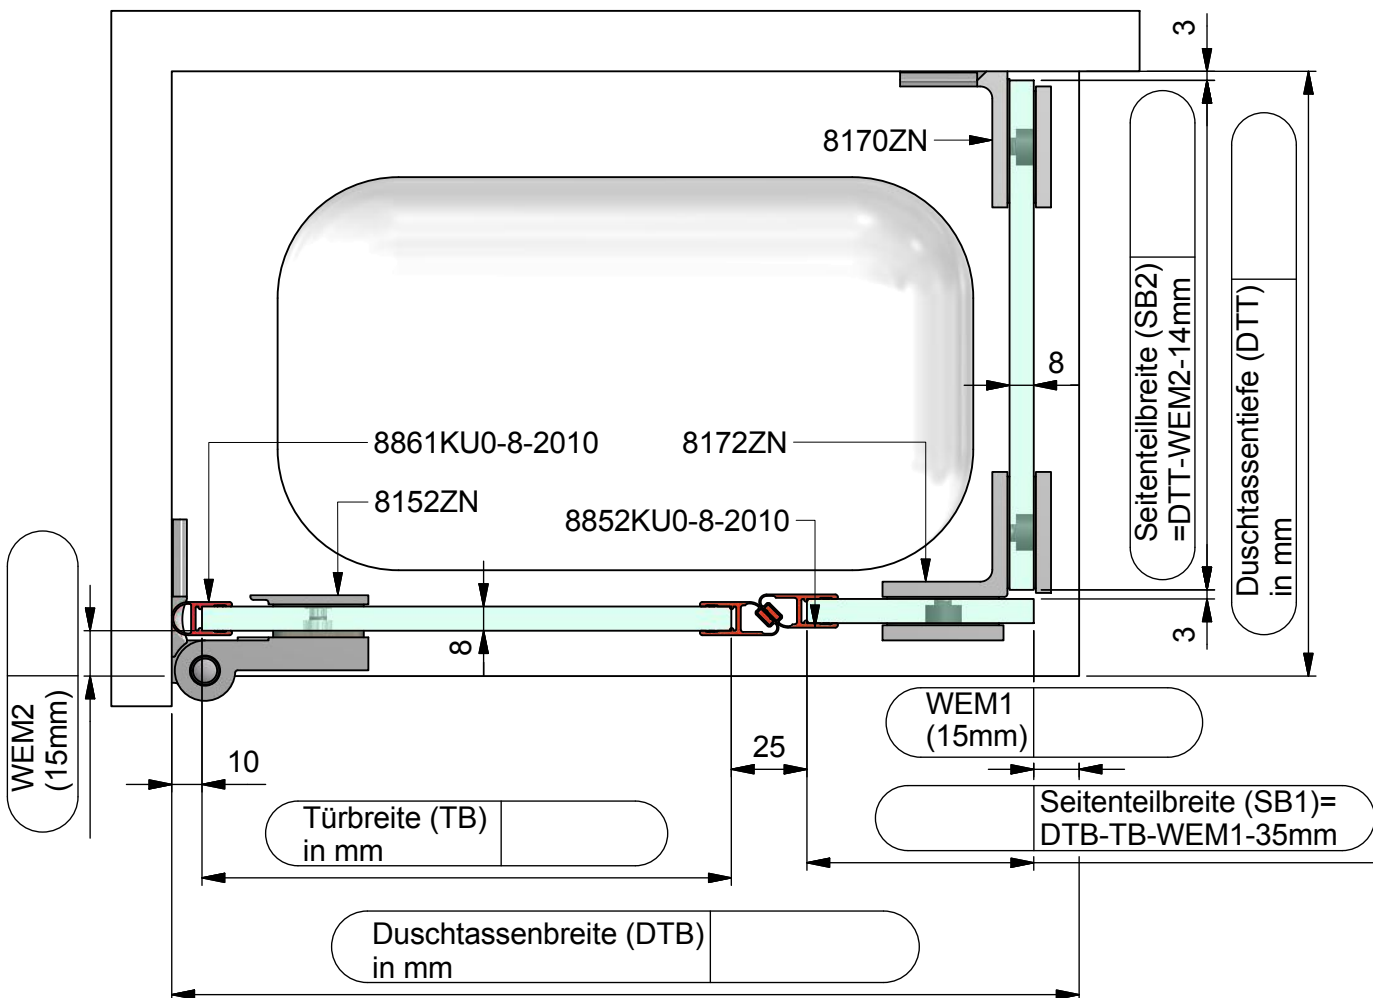 3
8170ZN
Seitenteilbreite (SB2)
=DTT-WEM2-14mm
Duschtassentiefe (DTT)
in mm
8
8861KU0-8-2010
8172ZN
8152ZN
8852KU0-8-2010
WEM2
(15mm)
8
3
WEM1
(15mm)
10
25
Türbreite (TB)
in mm
Seitenteilbreite (SB1)=
DTB-TB-WEM1-35mm
Duschtassenbreite (DTB)
in mm